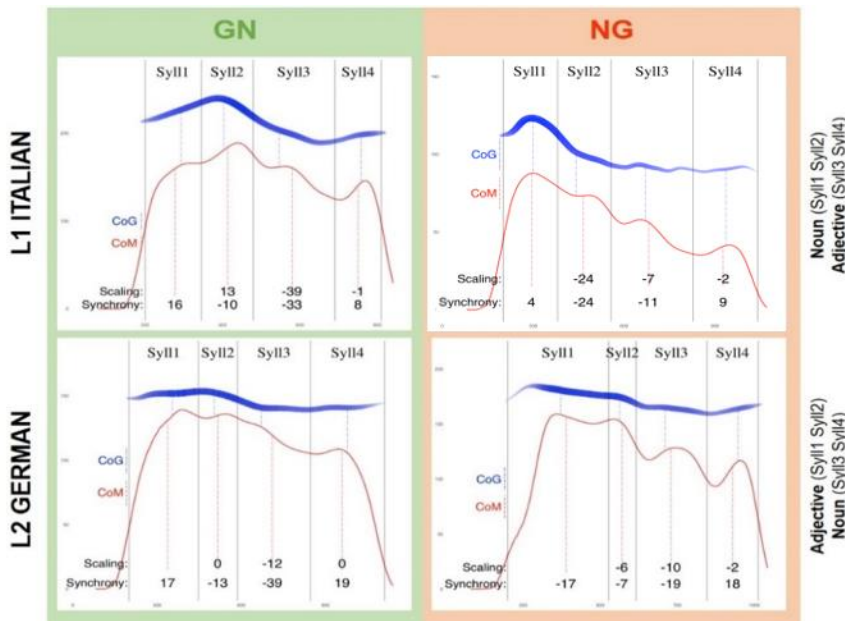 GN
NG
L1 ITALIAN
Syll1 Syll2 Syll3 Syll4
CoG
CoM
Scaling: 13 -39 -1
Synchrony: 16 -10 -33 8
Syll1 Syll2 Syll3 Syll4
CoG
CoM
Scaling: -24 -7 -2
Synchrony: 4 -24 -11 9
Noun (Syll1 Syll2)
Adjective (Syll3 Syll4)
L2 GERMAN
Syll1 Syll2 Syll3 Syll4
CoG
CoM
Scaling: 0 -12 0
Synchrony: 17 -13 -39 19
Syll1 Syll2 Syll3 Syll4
CoG
CoM
Scaling: -6 -10 -2
Synchrony: -17 -7 -19 18
Adjective (Syll1 Syll2)
Noun (Syll3 Syll4)